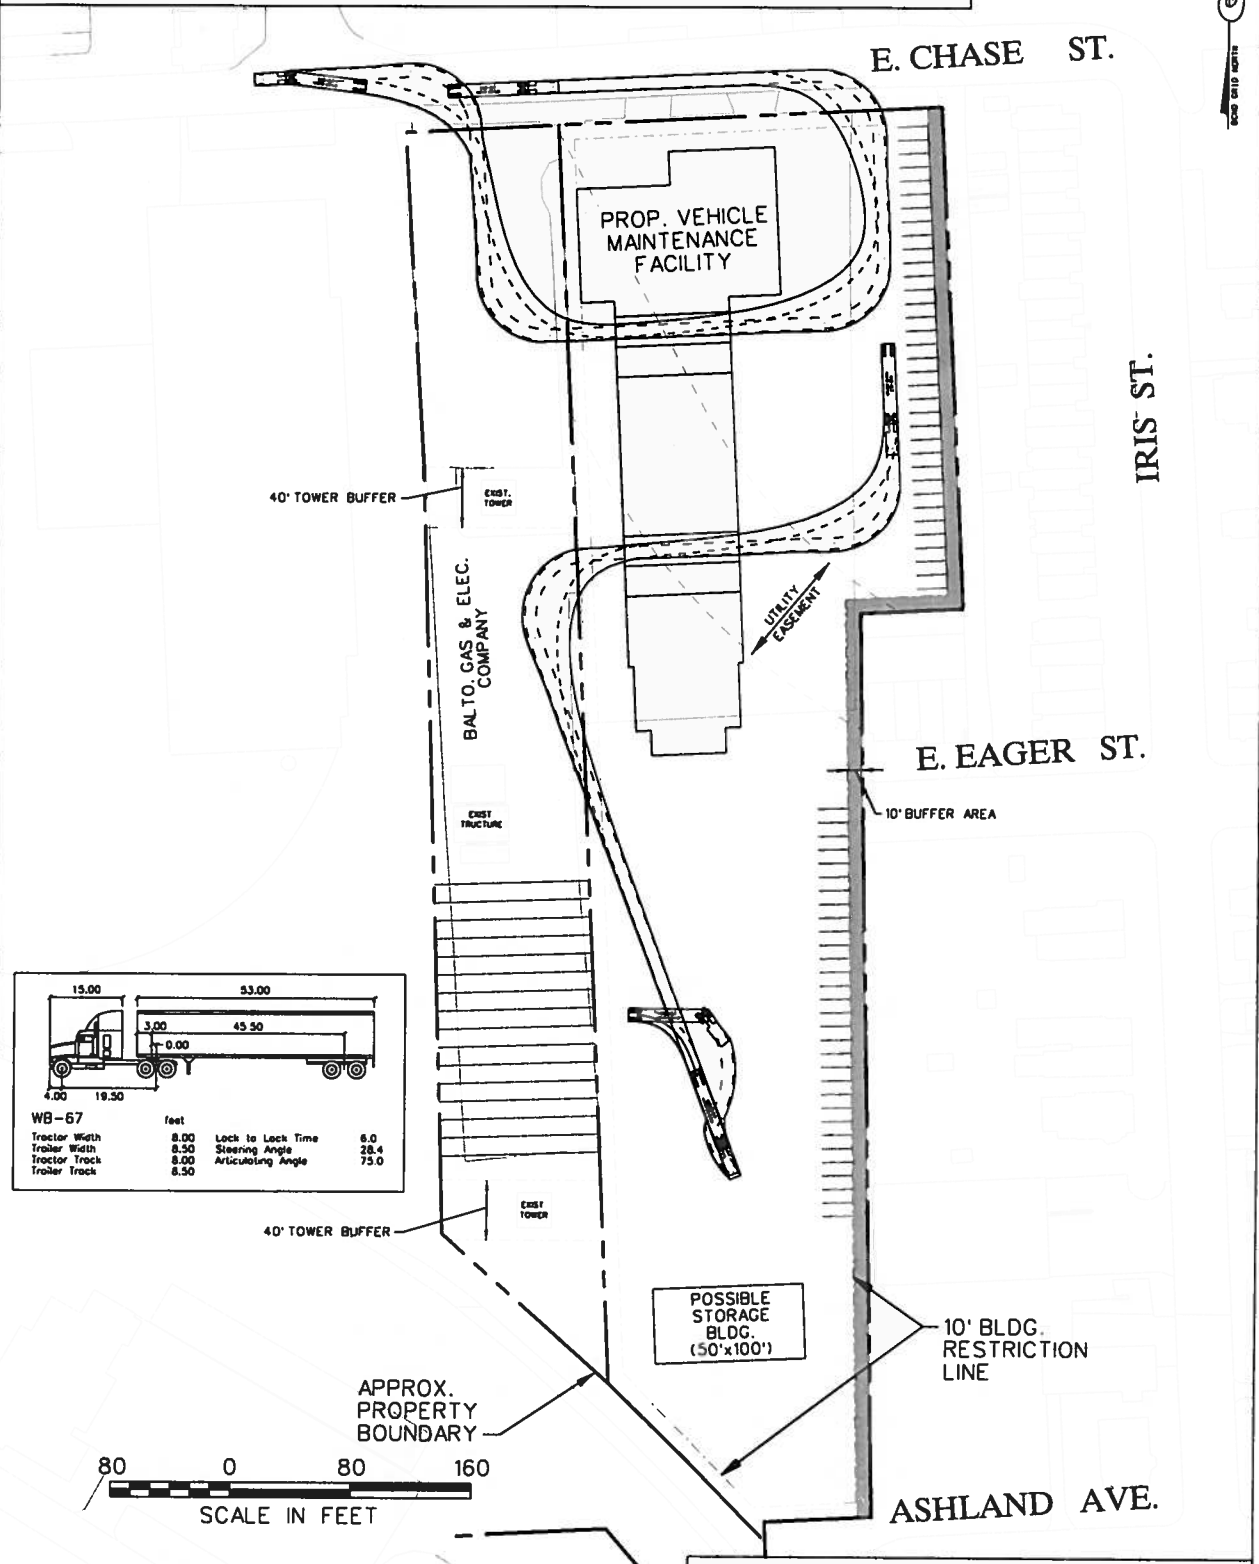 E. CHASE ST.
BCMD GRID NORTH
PROP. VEHICLE
MAINTENANCE
FACILITY
IRIS ST.
40' TOWER BUFFER
EXIST.
TOWER
BALTO. GAS & ELEC.
COMPANY
UTILITY
EASEMENT
E. EAGER ST.
10' BUFFER AREA
EXIST
TRUCTURE
15.00
53.00
3.00
45.50
0.00
4.00
19.50
WB-67
feet
Tractor Width 8.00 Lock to Lock Time 6.0
Trailer Width 8.50 Steering Angle 28.4
Tractor Track 8.00 Articulating Angle 75.0
Trailer Track 8.50
EXIST
TOWER
40' TOWER BUFFER
POSSIBLE
STORAGE
BLDG.
(50'x100')
10' BLDG.
RESTRICTION
LINE
APPROX.
PROPERTY
BOUNDARY
80 0 80 160
SCALE IN FEET
ASHLAND AVE.